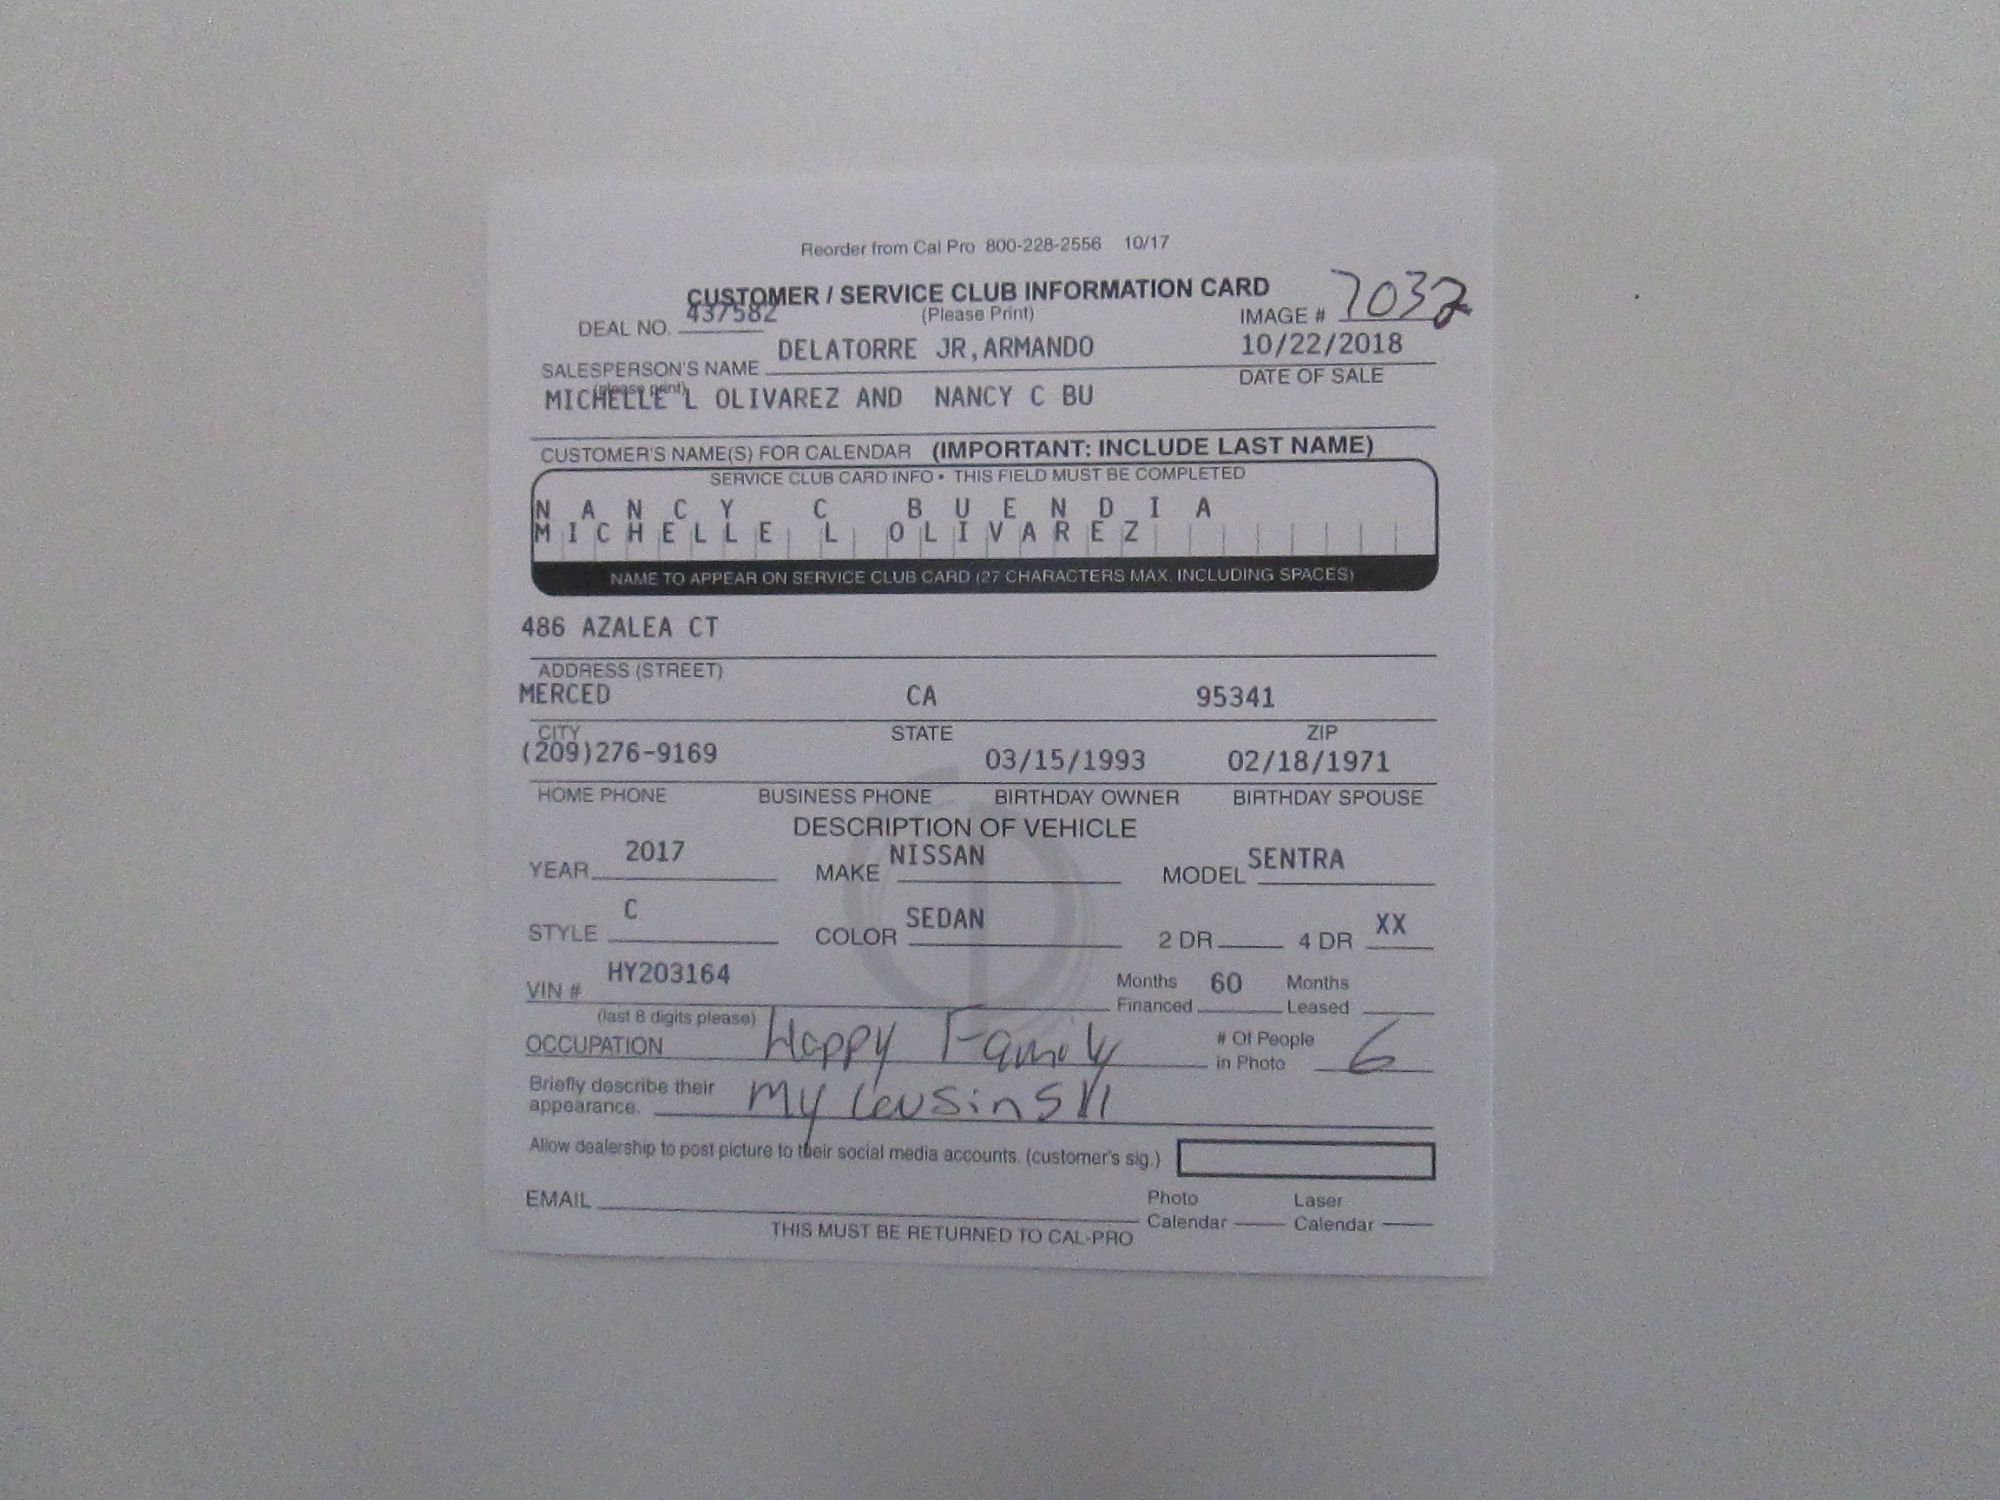 Reorder from Cal Pro 800-228-2556 10/17
CUSTOMER / SERVICE CLUB INFORMATION CARD
(Please Print)
DEAL NO. 437582
IMAGE # 7032
SALESPERSON'S NAME DELATORRE JR,ARMANDO 10/22/2018
(please print) DATE OF SALE
MICHELLE L OLIVAREZ AND NANCY C BU
CUSTOMER'S NAME(S) FOR CALENDAR (IMPORTANT: INCLUDE LAST NAME)
SERVICE CLUB CARD INFO • THIS FIELD MUST BE COMPLETED
NANCY C BUENDIA
MICHELLE L OLIVAREZ
NAME TO APPEAR ON SERVICE CLUB CARD (27 CHARACTERS MAX. INCLUDING SPACES)
486 AZALEA CT
ADDRESS (STREET)
MERCED CA 95341
CITY STATE ZIP
(209)276-9169 03/15/1993 02/18/1971
HOME PHONE BUSINESS PHONE BIRTHDAY OWNER BIRTHDAY SPOUSE
DESCRIPTION OF VEHICLE
YEAR 2017 MAKE NISSAN MODEL SENTRA
STYLE C COLOR SEDAN 2 DR 4 DR XX
VIN # HY203164 Months Financed 60 Months Leased
(last 8 digits please)
OCCUPATION Happy Family # Of People in Photo 6
Briefly describe their appearance. My Cousins !!
Allow dealership to post picture to their social media accounts. (customer's sig.)
EMAIL Photo Calendar Laser Calendar
THIS MUST BE RETURNED TO CAL-PRO